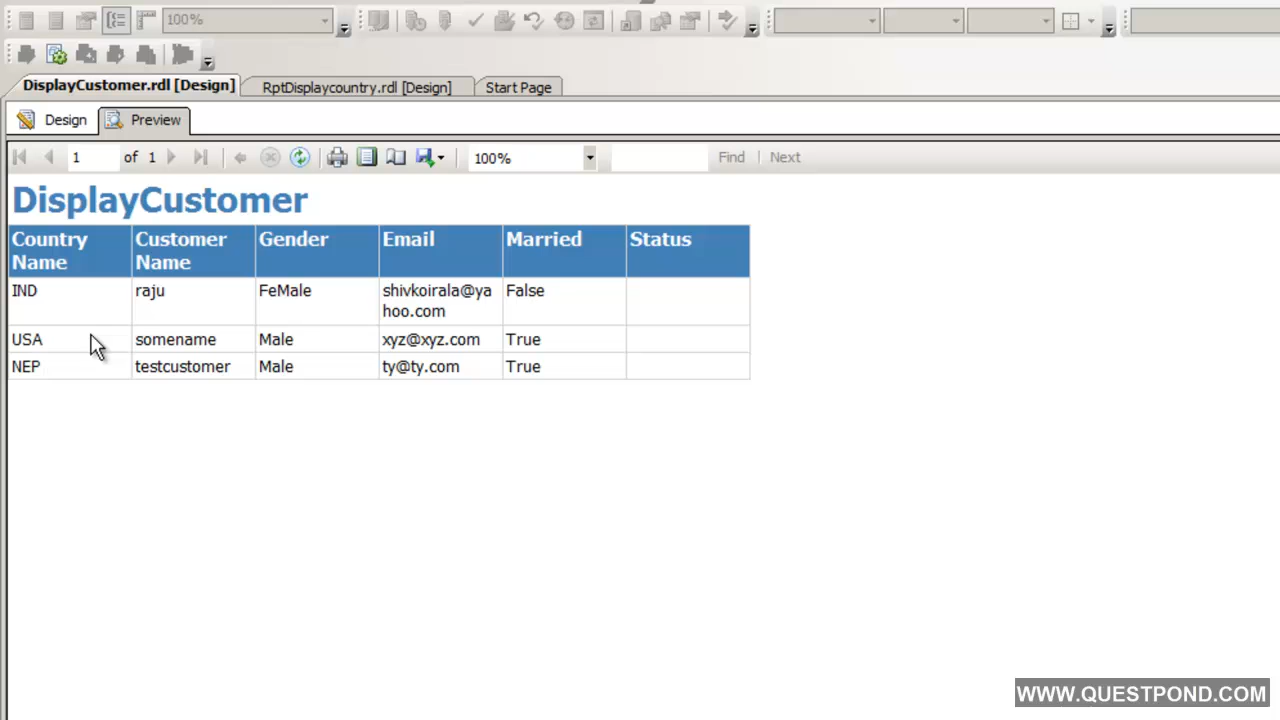 100%
DisplayCustomer.rdl [Design] RptDisplaycountry.rdl [Design] Start Page
Design Preview
1 of 1 100% Find Next
DisplayCustomer
Country Name Customer Name Gender Email Married Status
IND raju FeMale shivkoirala@yahoo.com False
USA somename Male xyz@xyz.com True
NEP testcustomer Male ty@ty.com True
WWW.QUESTPOND.COM